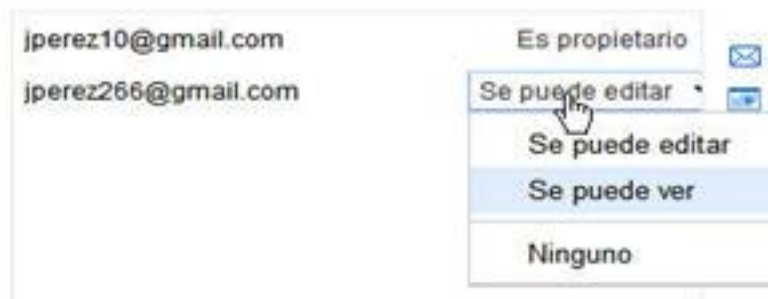 jperez10@gmail.com Es propietario
jperez266@gmail.com Se puede editar
Se puede editar
Se puede ver
Ninguno